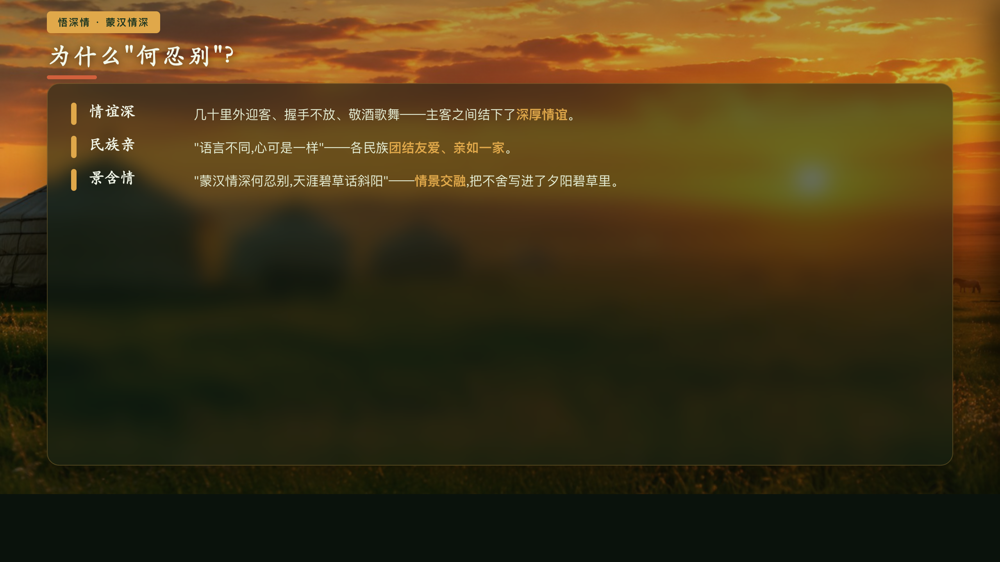 悟深情 · 蒙汉情深
为什么"何忍别"?
情谊深 几十里外迎客、握手不放、敬酒歌舞——主客之间结下了深厚情谊。
民族亲 "语言不同,心可是一样"——各民族团结友爱、亲如一家。
景含情 "蒙汉情深何忍别,天涯碧草话斜阳"——情景交融,把不舍写进了夕阳碧草里。